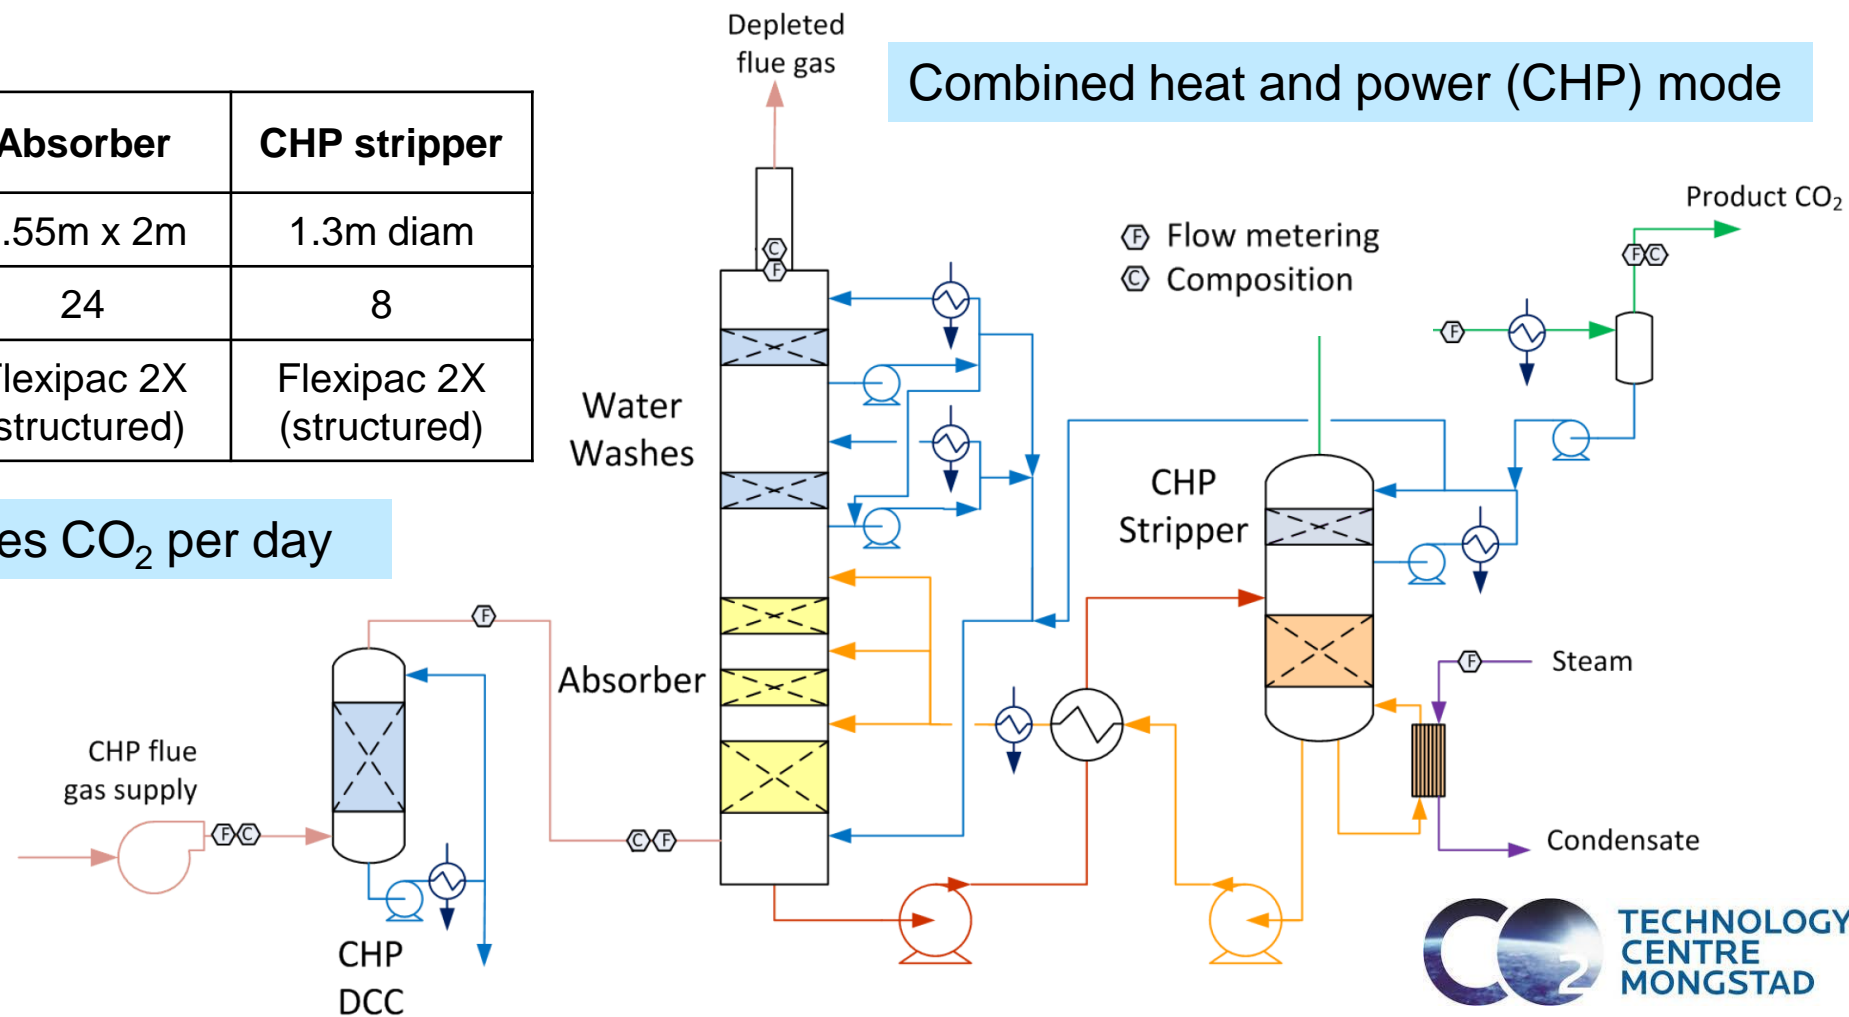 Depleted
flue gas
Combined heat and power (CHP) mode
Absorber
CHP stripper
.55m x 2m
1.3m diam
24
8
Flexipac 2X
(structured)
Flexipac 2X
(structured)
es CO₂ per day
Product CO₂
F Flow metering
C Composition
C
F
F C
F
Water
Washes
CHP
Stripper
F
Absorber
F
Steam
CHP flue
gas supply
F C
C F
Condensate
CHP
DCC
CO2
TECHNOLOGY
CENTRE
MONGSTAD